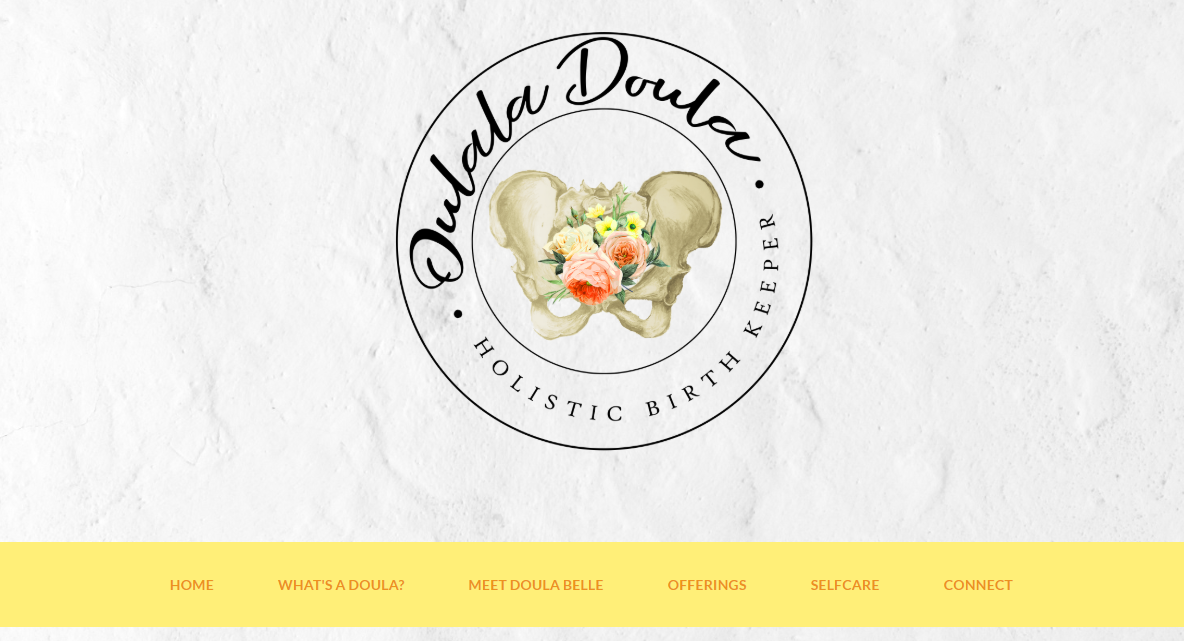 Oulala Doula
HOLISTIC BIRTH KEEPER
HOME WHAT'S A DOULA? MEET DOULA BELLE OFFERINGS SELFCARE CONNECT